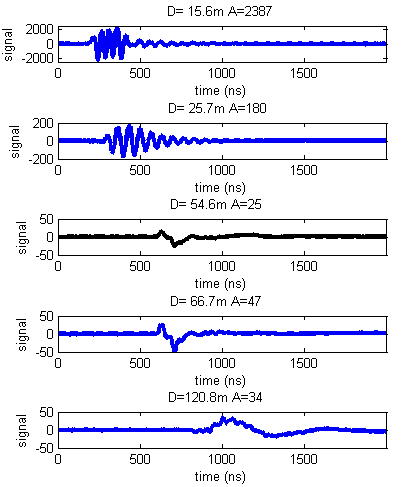 D= 15.6m A=2387
2000
0
-2000
signal
0 500 1000 1500
time (ns)
D= 25.7m A=180
200
0
-200
signal
0 500 1000 1500
time (ns)
D= 54.6m A=25
50
0
-50
signal
0 500 1000 1500
time (ns)
D= 66.7m A=47
50
0
-50
signal
0 500 1000 1500
time (ns)
D=120.8m A=34
50
0
-50
signal
0 500 1000 1500
time (ns)